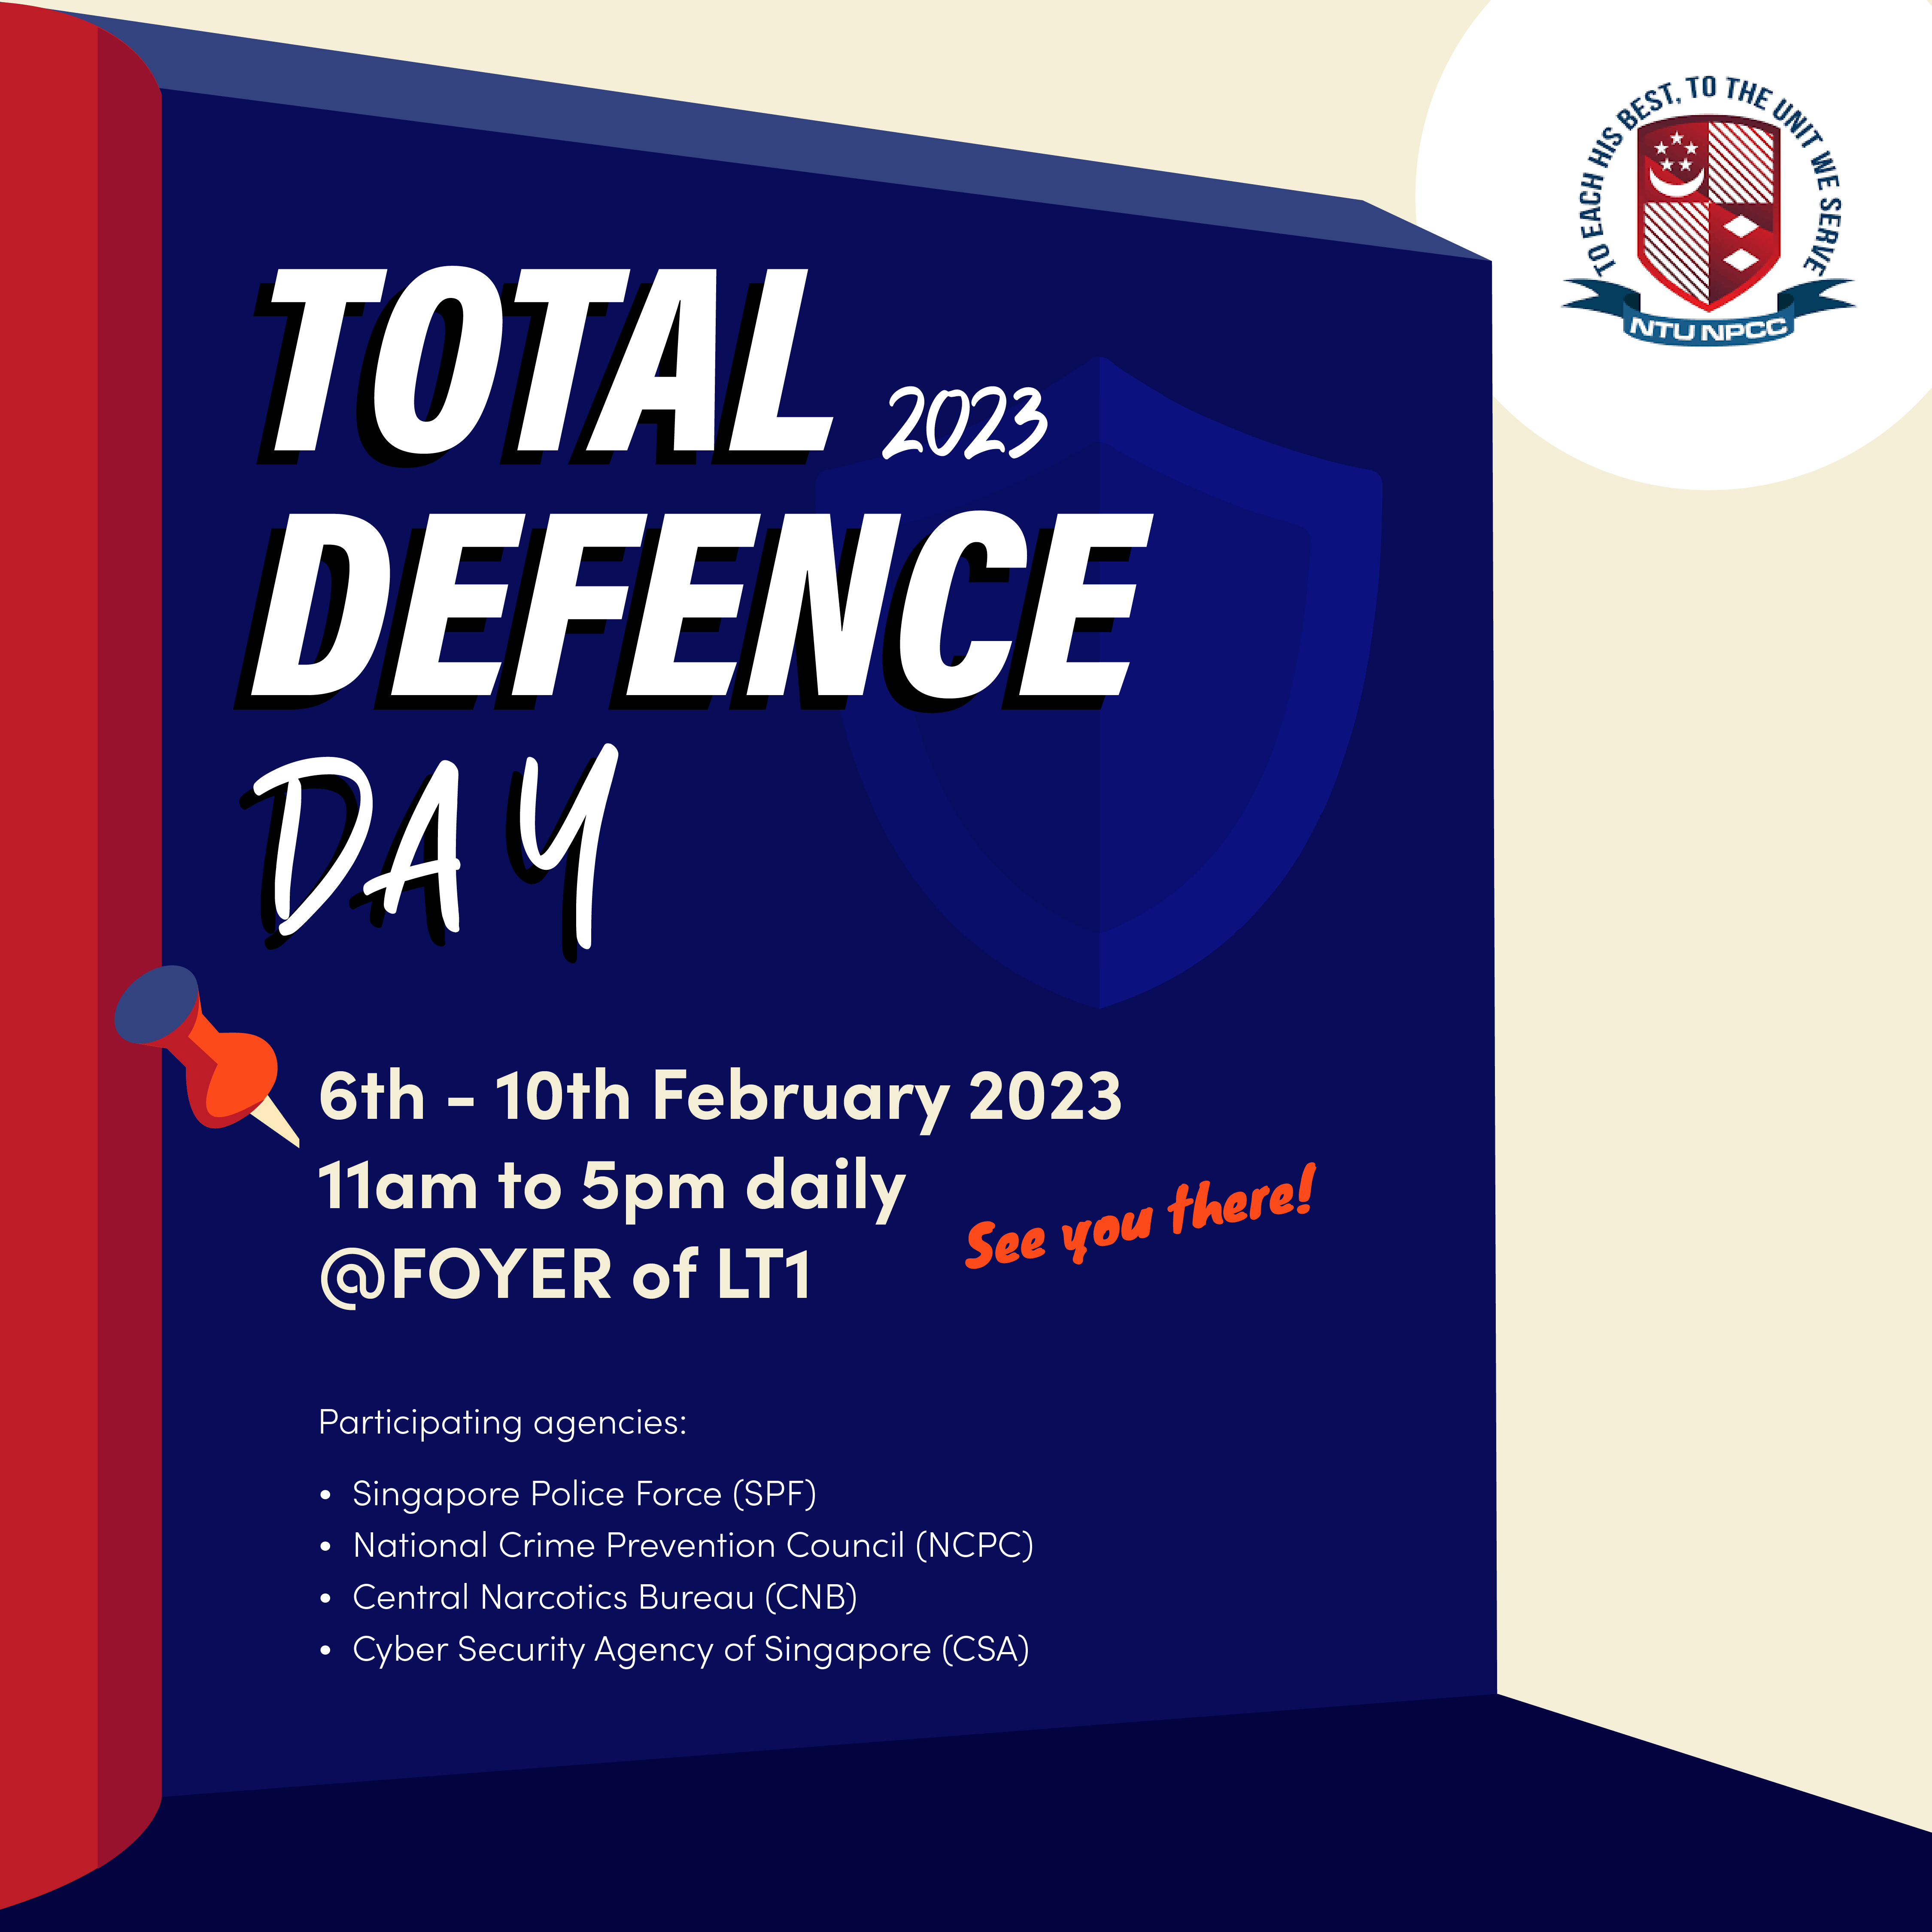 TO EACH HIS BEST, TO THE UNIT WE SERVE
NTU NPCC
TOTAL 2023
DEFENCE
DAY
6th - 10th February 2023
11am to 5pm daily
@FOYER of LT1
See you there!
Participating agencies:
• Singapore Police Force (SPF)
• National Crime Prevention Council (NCPC)
• Central Narcotics Bureau (CNB)
• Cyber Security Agency of Singapore (CSA)